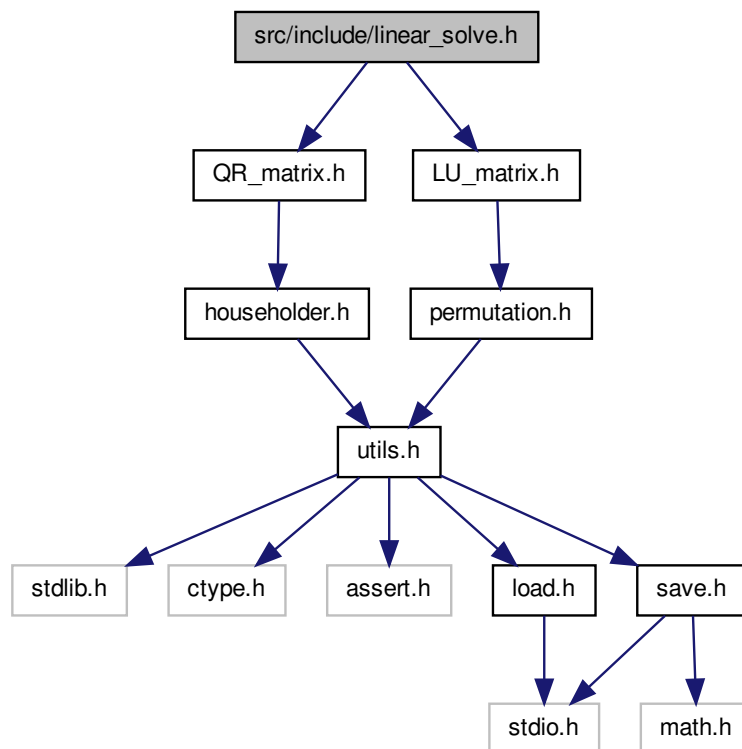 src/include/linear_solve.h
QR_matrix.h
LU_matrix.h
householder.h
permutation.h
utils.h
stdlib.h
ctype.h
assert.h
load.h
save.h
stdio.h
math.h